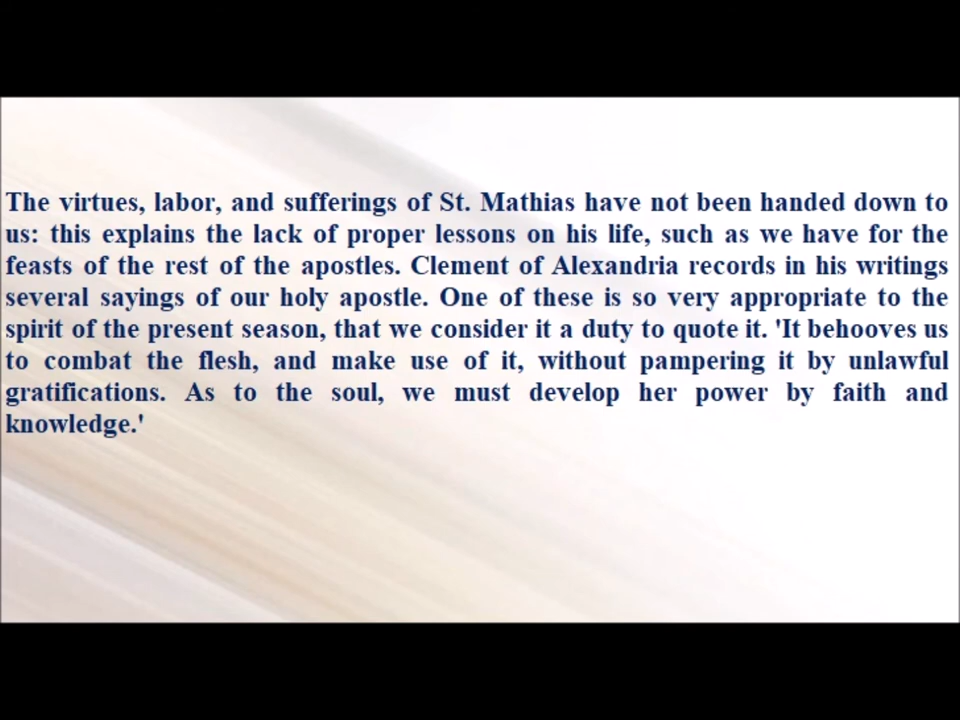 The virtues, labor, and sufferings of St. Mathias have not been handed down to
us: this explains the lack of proper lessons on his life, such as we have for the
feasts of the rest of the apostles. Clement of Alexandria records in his writings
several sayings of our holy apostle. One of these is so very appropriate to the
spirit of the present season, that we consider it a duty to quote it. 'It behooves us
to combat the flesh, and make use of it, without pampering it by unlawful
gratifications. As to the soul, we must develop her power by faith and
knowledge.'